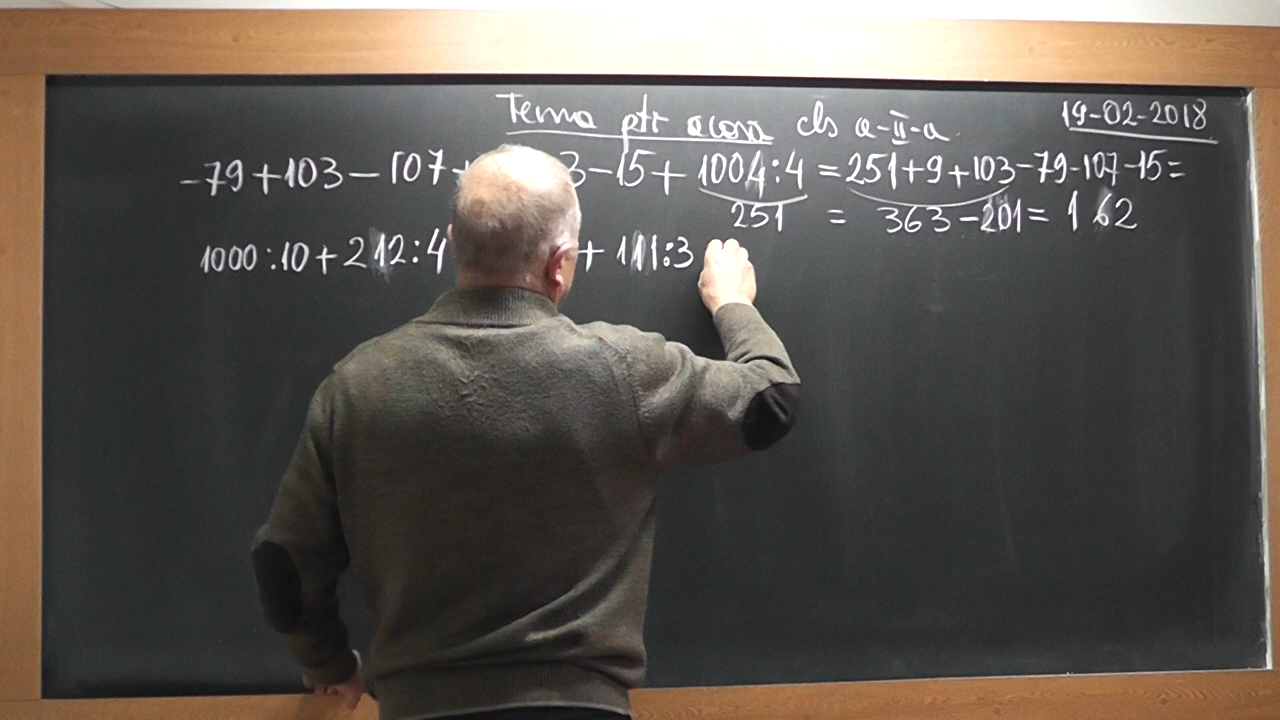 Tema ptr acasă cls a-II-a
19-02-2018
-79+103-107+ 3-15+1004:4=251+9+103-79-107-15=
251 = 363-201= 162
1000:10+212:4 + 111:3